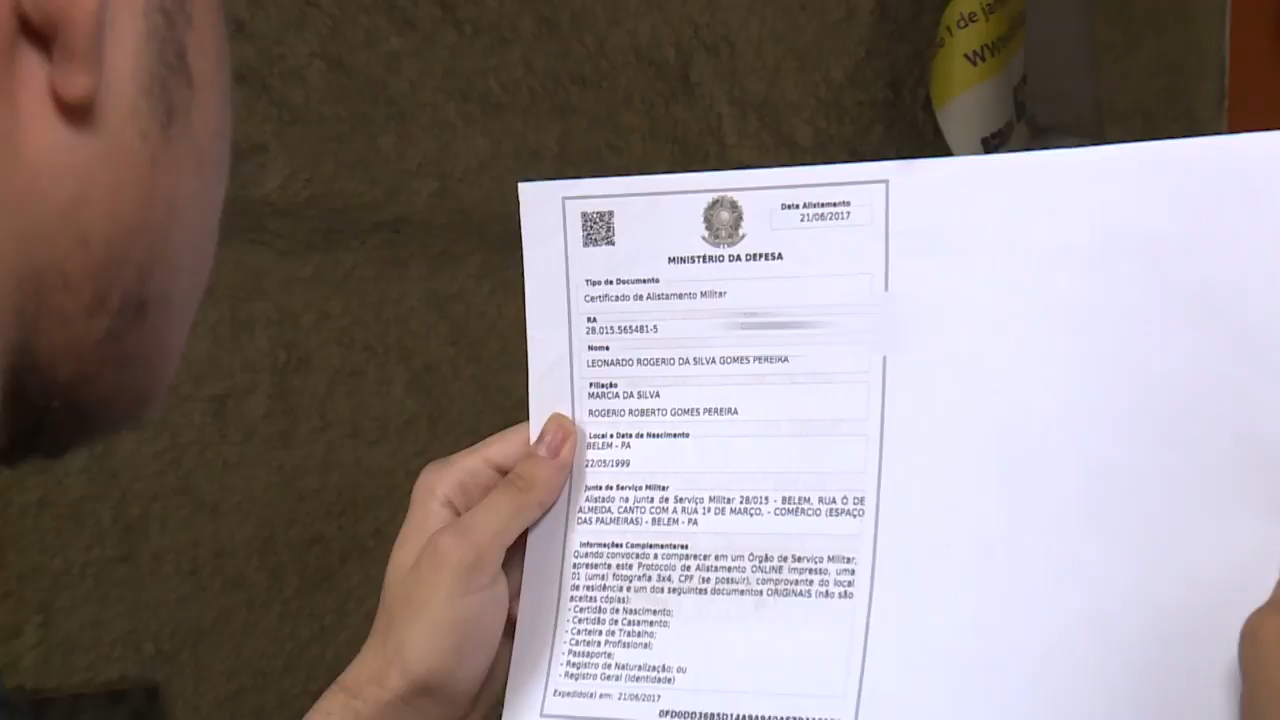 1 de jan
WWW.
Data Alistamento
21/06/2017
MINISTÉRIO DA DEFESA
Tipo de Documento
Certificado de Alistamento Militar
RA
28.015.565481-5
Nome
LEONARDO ROGERIO DA SILVA GOMES PEREIRA
Filiação
MARCIA DA SILVA
ROGERIO ROBERTO GOMES PEREIRA
Local e Data de Nascimento
BELEM - PA
22/05/1999
Junta de Serviço Militar
Alistado na Junta de Serviço Militar 28/015 - BELEM, RUA Ó DE
ALMEIDA, CANTO COM A RUA 1º DE MARÇO, - COMÉRCIO (ESPAÇO
DAS PALMEIRAS) - BELEM - PA
Informações Complementares
Quando convocado a comparecer em um Órgão de Serviço Militar,
apresente este Protocolo de Alistamento ONLINE impresso, uma
01 (uma) fotografia 3x4, CPF (se possuir), comprovante do local
de residência e um dos seguintes documentos ORIGINAIS (não são
aceitas cópias):
- Certidão de Nascimento;
- Certidão de Casamento;
- Carteira de Trabalho;
- Carteira Profissional;
- Passaporte;
- Registro de Naturalização; ou
- Registro Geral (Identidade)
Expedido(a) em: 21/06/2017